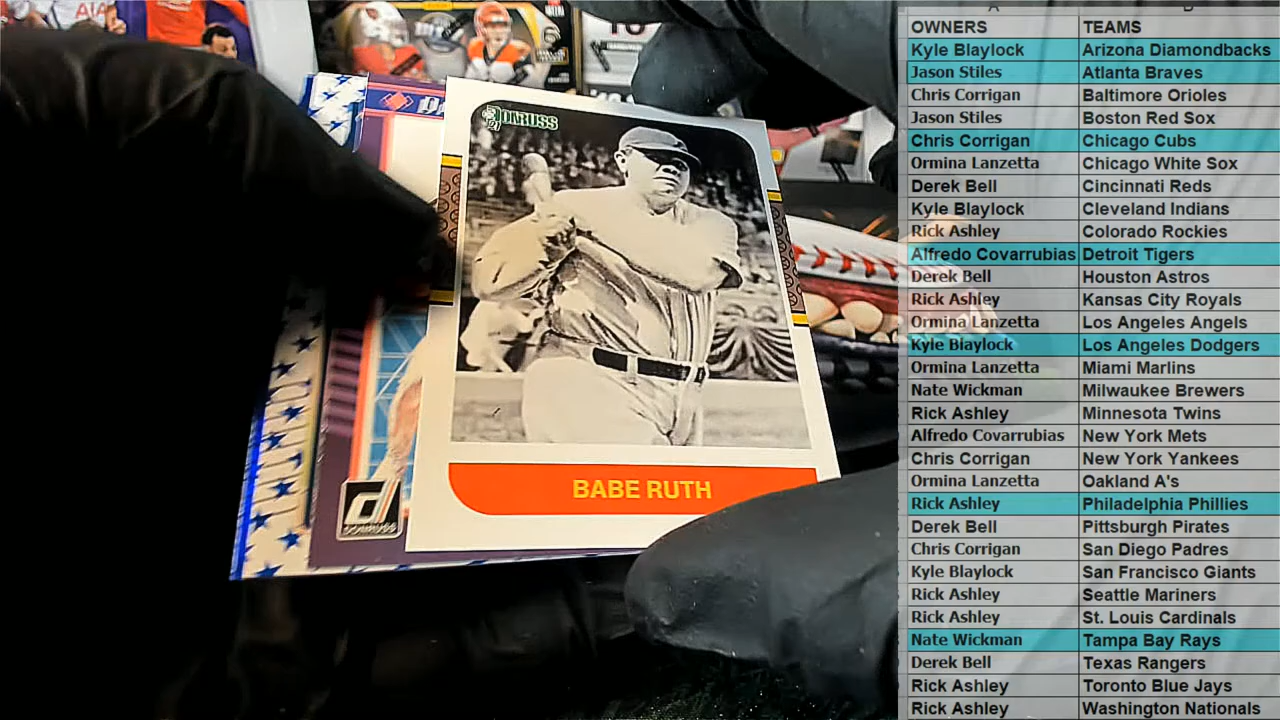 A B
OWNERS TEAMS
Kyle Blaylock Arizona Diamondbacks
Jason Stiles Atlanta Braves
Chris Corrigan Baltimore Orioles
Jason Stiles Boston Red Sox
Chris Corrigan Chicago Cubs
Ormina Lanzetta Chicago White Sox
Derek Bell Cincinnati Reds
Kyle Blaylock Cleveland Indians
Rick Ashley Colorado Rockies
Alfredo Covarrubias Detroit Tigers
Derek Bell Houston Astros
Rick Ashley Kansas City Royals
Ormina Lanzetta Los Angeles Angels
Kyle Blaylock Los Angeles Dodgers
Ormina Lanzetta Miami Marlins
Nate Wickman Milwaukee Brewers
Rick Ashley Minnesota Twins
Alfredo Covarrubias New York Mets
Chris Corrigan New York Yankees
Ormina Lanzetta Oakland A's
Rick Ashley Philadelphia Phillies
Derek Bell Pittsburgh Pirates
Chris Corrigan San Diego Padres
Kyle Blaylock San Francisco Giants
Rick Ashley Seattle Mariners
Rick Ashley St. Louis Cardinals
Nate Wickman Tampa Bay Rays
Derek Bell Texas Rangers
Rick Ashley Toronto Blue Jays
Rick Ashley Washington Nationals
DONRUSS
BABE RUTH
DONRUSS
AIA